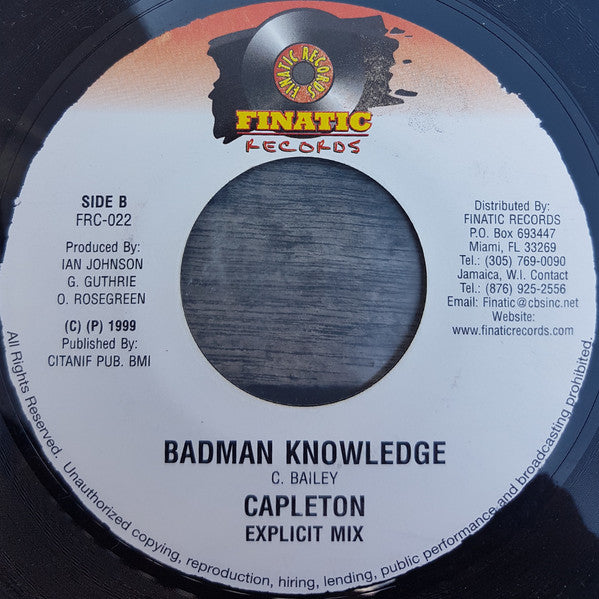 FINATIC RECORDS
FINATIC
RECORDS
SIDE B
FRC-022
Produced By:
IAN JOHNSON
G. GUTHRIE
O. ROSEGREEN
(C) (P) 1999
Published By:
CITANIF PUB. BMI
Distributed By:
FINATIC RECORDS
P.O. Box 693447
Miami, FL 33269
Tel.: (305) 769-0090
Jamaica, W.I. Contact
Tel.: (876) 925-2556
Email: Finatic@cbsinc.net
Website:
www.finaticrecords.com
BADMAN KNOWLEDGE
C. BAILEY
CAPLETON
EXPLICIT MIX
All Rights Reserved. Unauthorized copying, reproduction, hiring, lending, public performance and broadcasting prohibited.